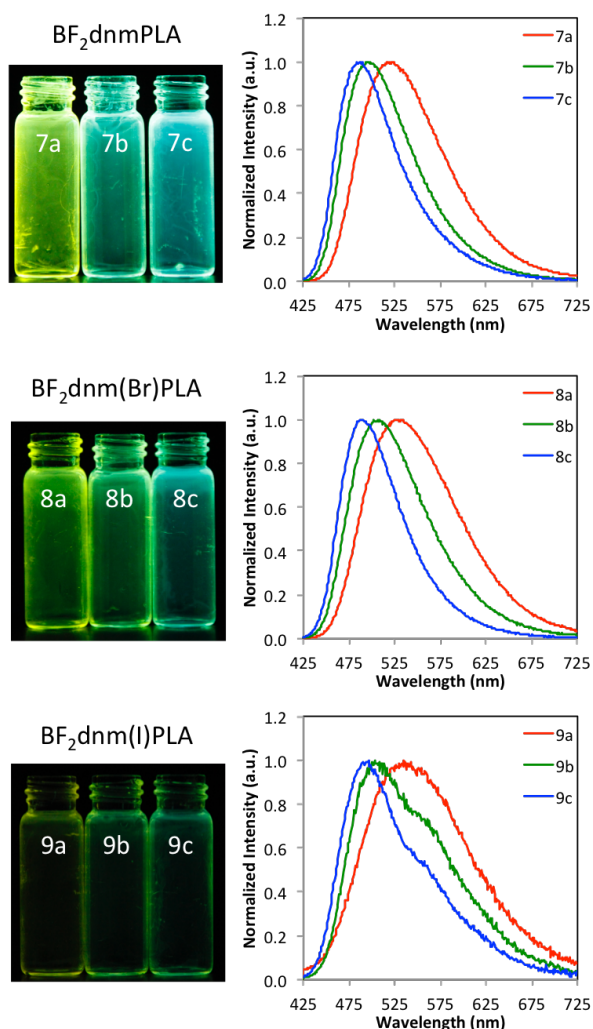 BF₂dnmPLA
7a 7b 7c
Normalized Intensity (a.u.)
1.2
1.0
0.8
0.6
0.4
0.2
0.0
425 475 525 575 625 675 725
Wavelength (nm)
7a
7b
7c
BF₂dnm(Br)PLA
8a 8b 8c
Normalized Intensity (a.u.)
1.2
1.0
0.8
0.6
0.4
0.2
0.0
425 475 525 575 625 675 725
Wavelength (nm)
8a
8b
8c
BF₂dnm(I)PLA
9a 9b 9c
Normalized Intensity (a.u.)
1.2
1.0
0.8
0.6
0.4
0.2
0.0
425 475 525 575 625 675 725
Wavelength (nm)
9a
9b
9c